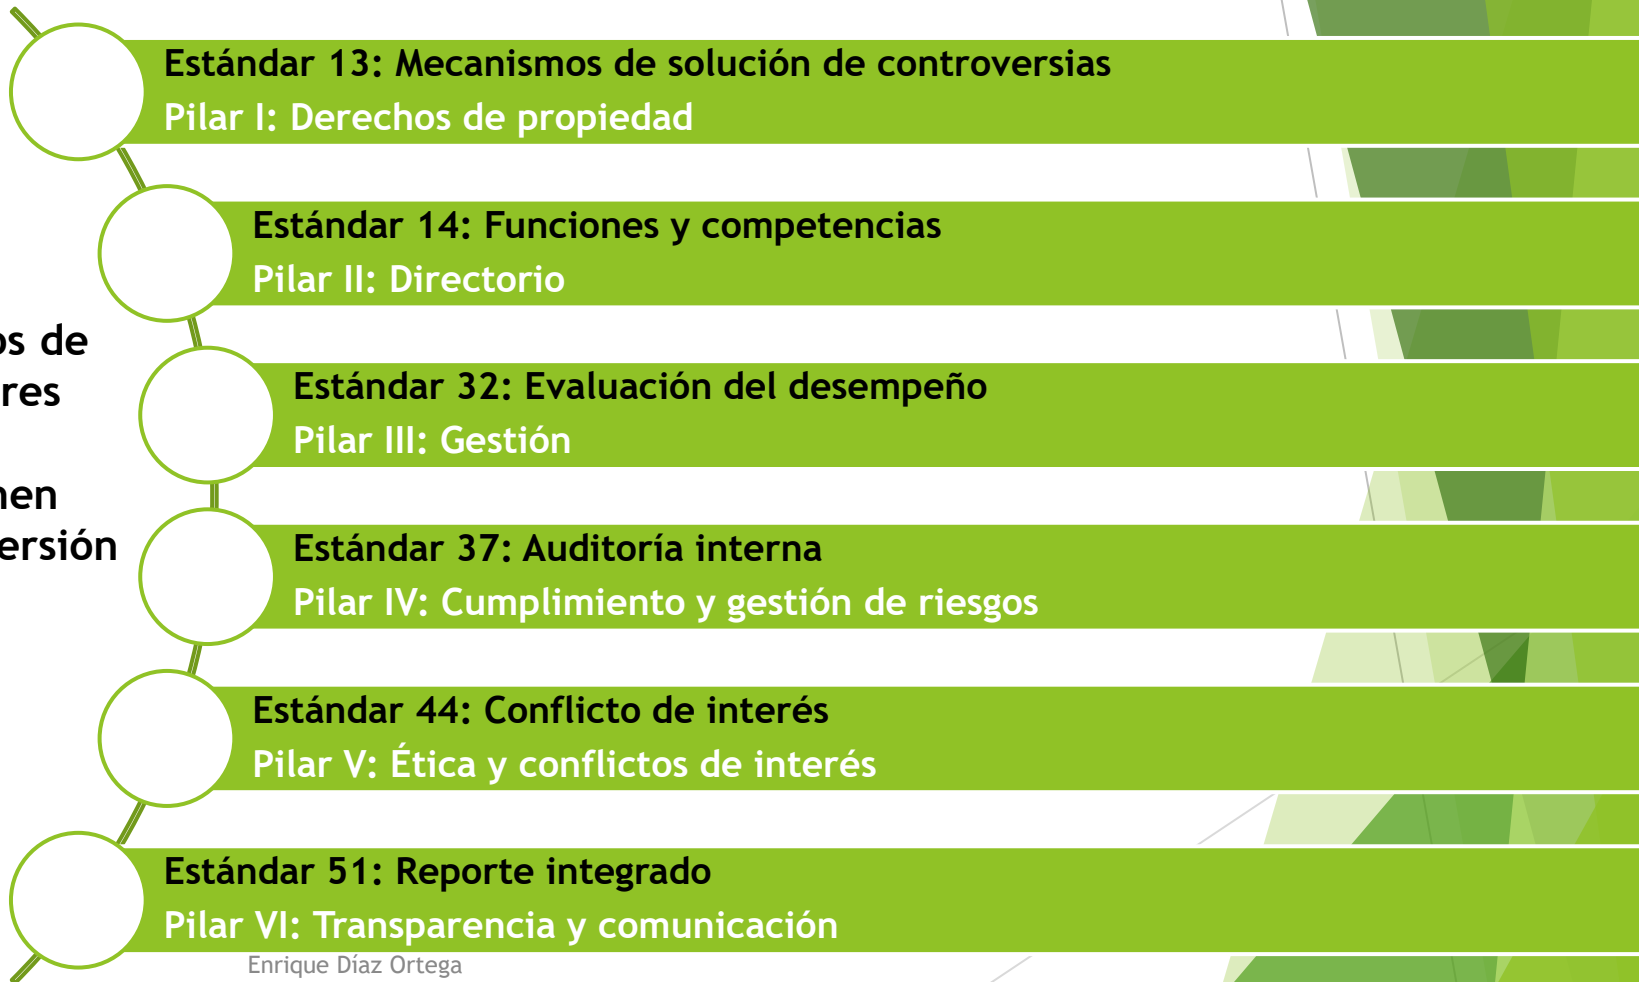 Estándar 13: Mecanismos de solución de controversias
Pilar I: Derechos de propiedad
Estándar 14: Funciones y competencias
Pilar II: Directorio
de
Estándar 32: Evaluación del desempeño
Pilar III: Gestión
Estándar 37: Auditoría interna
Pilar IV: Cumplimiento y gestión de riesgos
Estándar 44: Conflicto de interés
Pilar V: Ética y conflictos de interés
Estándar 51: Reporte integrado
Pilar VI: Transparencia y comunicación
Enrique Díaz Ortega